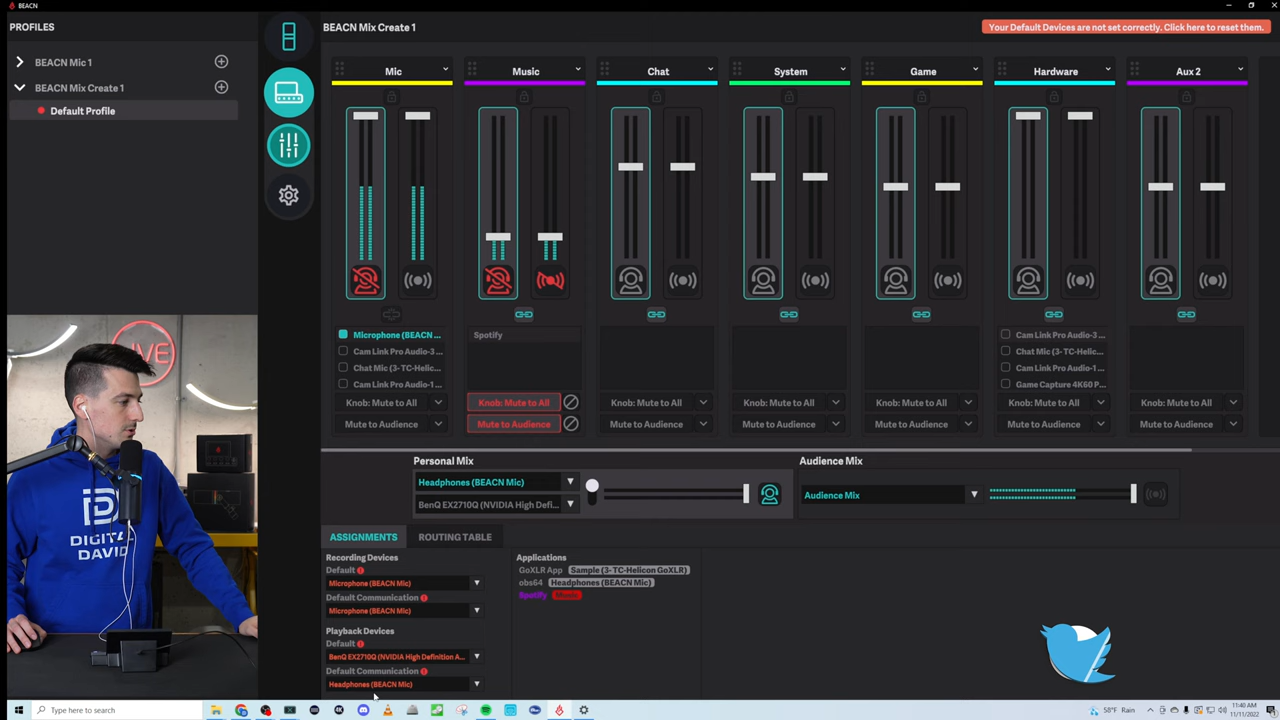 BEACN
PROFILES
BEACN Mic 1
BEACN Mix Create 1
Default Profile
BEACN Mix Create 1
Your Default Devices are not set correctly. Click here to reset them.
Mic
Music
Chat
System
Game
Hardware
Aux 2
Microphone (BEACN ...
Cam Link Pro Audio-3 ...
Chat Mic (3- TC-Helic...
Cam Link Pro Audio-1 ...
Spotify
Cam Link Pro Audio-3 ...
Chat Mic (3- TC-Helic...
Cam Link Pro Audio-1 ...
Game Capture 4K60 P...
Knob: Mute to All
Knob: Mute to All
Knob: Mute to All
Knob: Mute to All
Knob: Mute to All
Knob: Mute to All
Knob: Mute to All
Mute to Audience
Mute to Audience
Mute to Audience
Mute to Audience
Mute to Audience
Mute to Audience
Mute to Audience
Personal Mix
Headphones (BEACN Mic)
BenQ EX2710Q (NVIDIA High Defini...
Audience Mix
Audience Mix
ASSIGNMENTS
ROUTING TABLE
Recording Devices
Default
Microphone (BEACN Mic)
Default Communication
Microphone (BEACN Mic)
Playback Devices
Default
BenQ EX2710Q (NVIDIA High Definition A...
Default Communication
Headphones (BEACN Mic)
Applications
GoXLR App Sample (3- TC-Helicon GoXLR)
obs64 Headphones (BEACN Mic)
Spotify Music
LIVE
DIGITAL
DAVID
Type here to search
58°F Rain
11:40 AM
11/11/2022